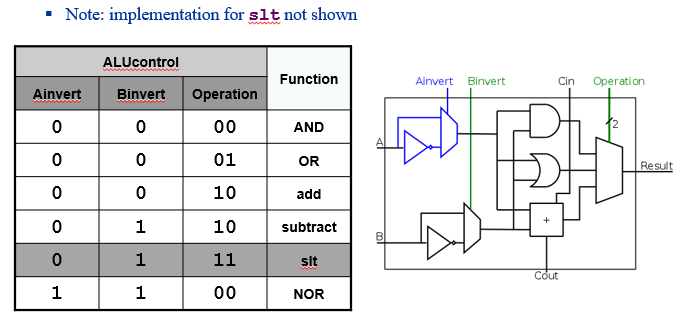 Note: implementation for slt not shown
ALUcontrol
Function
Ainvert Binvert Operation
0 0 00 AND
0 0 01 OR
0 0 10 add
0 1 10 subtract
0 1 11 slt
1 1 00 NOR
Ainvert Binvert Cin Operation
2
A
Result
B
+
Cout